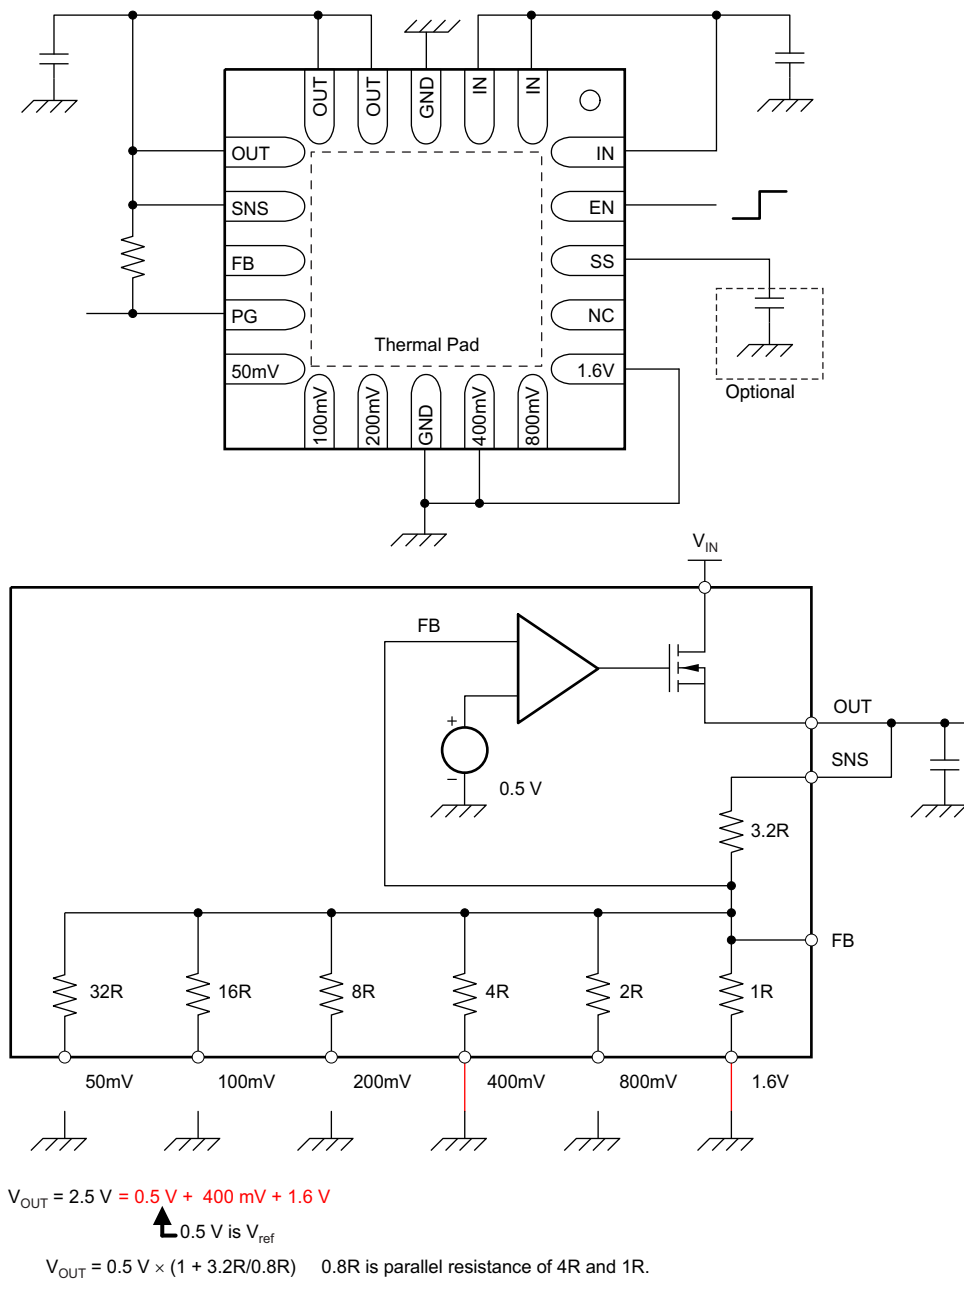 OUT
OUT
GND
IN
IN
OUT
IN
SNS
EN
FB
SS
PG
NC
Thermal Pad
50mV
1.6V
100mV
200mV
GND
400mV
800mV
Optional
VIN
FB
OUT
+
SNS
−
0.5 V
3.2R
FB
32R
16R
8R
4R
2R
1R
50mV
100mV
200mV
400mV
800mV
1.6V
VOUT = 2.5 V = 0.5 V + 400 mV + 1.6 V
0.5 V is Vref
VOUT = 0.5 V × (1 + 3.2R/0.8R) 0.8R is parallel resistance of 4R and 1R.